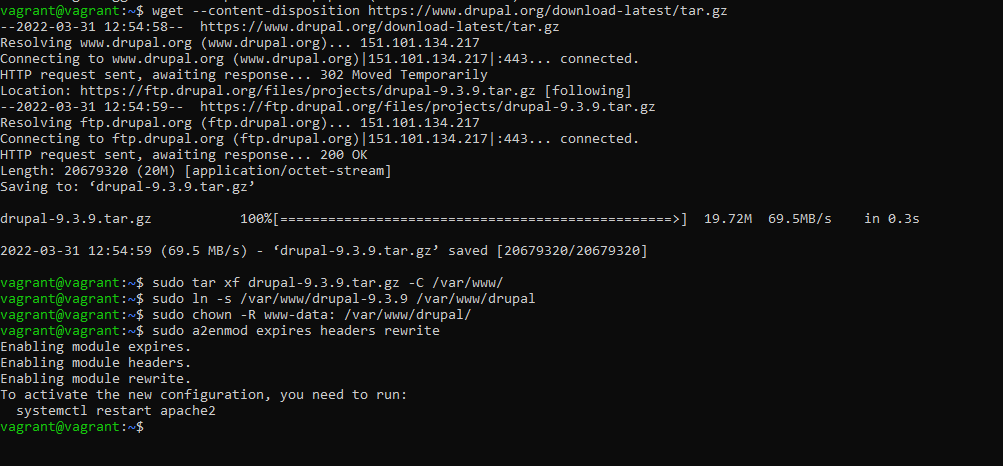 vagrant@vagrant:~$ wget --content-disposition https://www.drupal.org/download-latest/tar.gz
--2022-03-31 12:54:58--  https://www.drupal.org/download-latest/tar.gz
Resolving www.drupal.org (www.drupal.org)... 151.101.134.217
Connecting to www.drupal.org (www.drupal.org)|151.101.134.217|:443... connected.
HTTP request sent, awaiting response... 302 Moved Temporarily
Location: https://ftp.drupal.org/files/projects/drupal-9.3.9.tar.gz [following]
--2022-03-31 12:54:59--  https://ftp.drupal.org/files/projects/drupal-9.3.9.tar.gz
Resolving ftp.drupal.org (ftp.drupal.org)... 151.101.134.217
Connecting to ftp.drupal.org (ftp.drupal.org)|151.101.134.217|:443... connected.
HTTP request sent, awaiting response... 200 OK
Length: 20679320 (20M) [application/octet-stream]
Saving to: ‘drupal-9.3.9.tar.gz’
drupal-9.3.9.tar.gz           100%[=================================================>]  19.72M  69.5MB/s    in 0.3s
2022-03-31 12:54:59 (69.5 MB/s) - ‘drupal-9.3.9.tar.gz’ saved [20679320/20679320]
vagrant@vagrant:~$ sudo tar xf drupal-9.3.9.tar.gz -C /var/www/
vagrant@vagrant:~$ sudo ln -s /var/www/drupal-9.3.9 /var/www/drupal
vagrant@vagrant:~$ sudo chown -R www-data: /var/www/drupal/
vagrant@vagrant:~$ sudo a2enmod expires headers rewrite
Enabling module expires.
Enabling module headers.
Enabling module rewrite.
To activate the new configuration, you need to run:
  systemctl restart apache2
vagrant@vagrant:~$